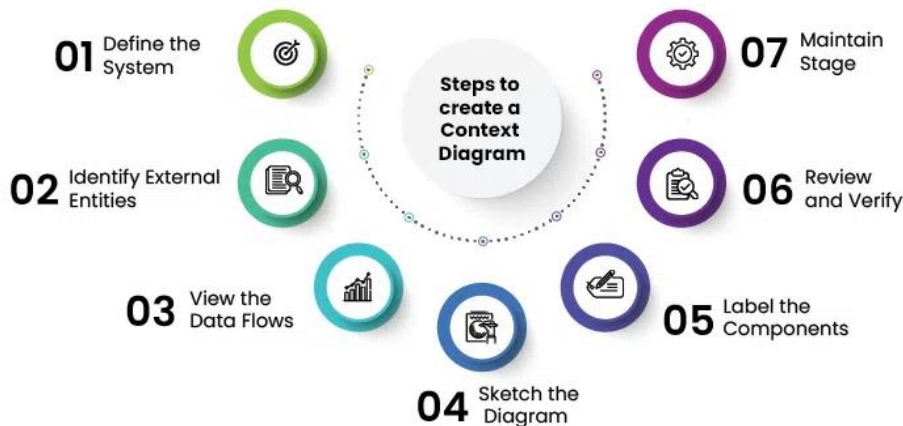 Steps to
create a
Context
Diagram
01 Define the
System
02 Identify External
Entities
03 View the
Data Flows
04 Sketch the
Diagram
05 Label the
Components
06 Review
and Verify
07 Maintain
Stage